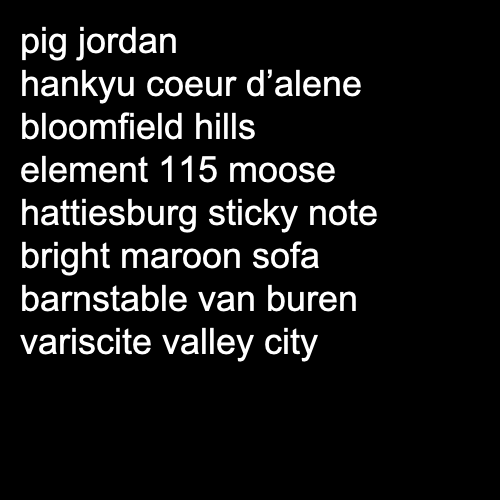 pig jordan
hankyu coeur d’alene
bloomfield hills
element 115 moose
hattiesburg sticky note
bright maroon sofa
barnstable van buren
variscite valley city